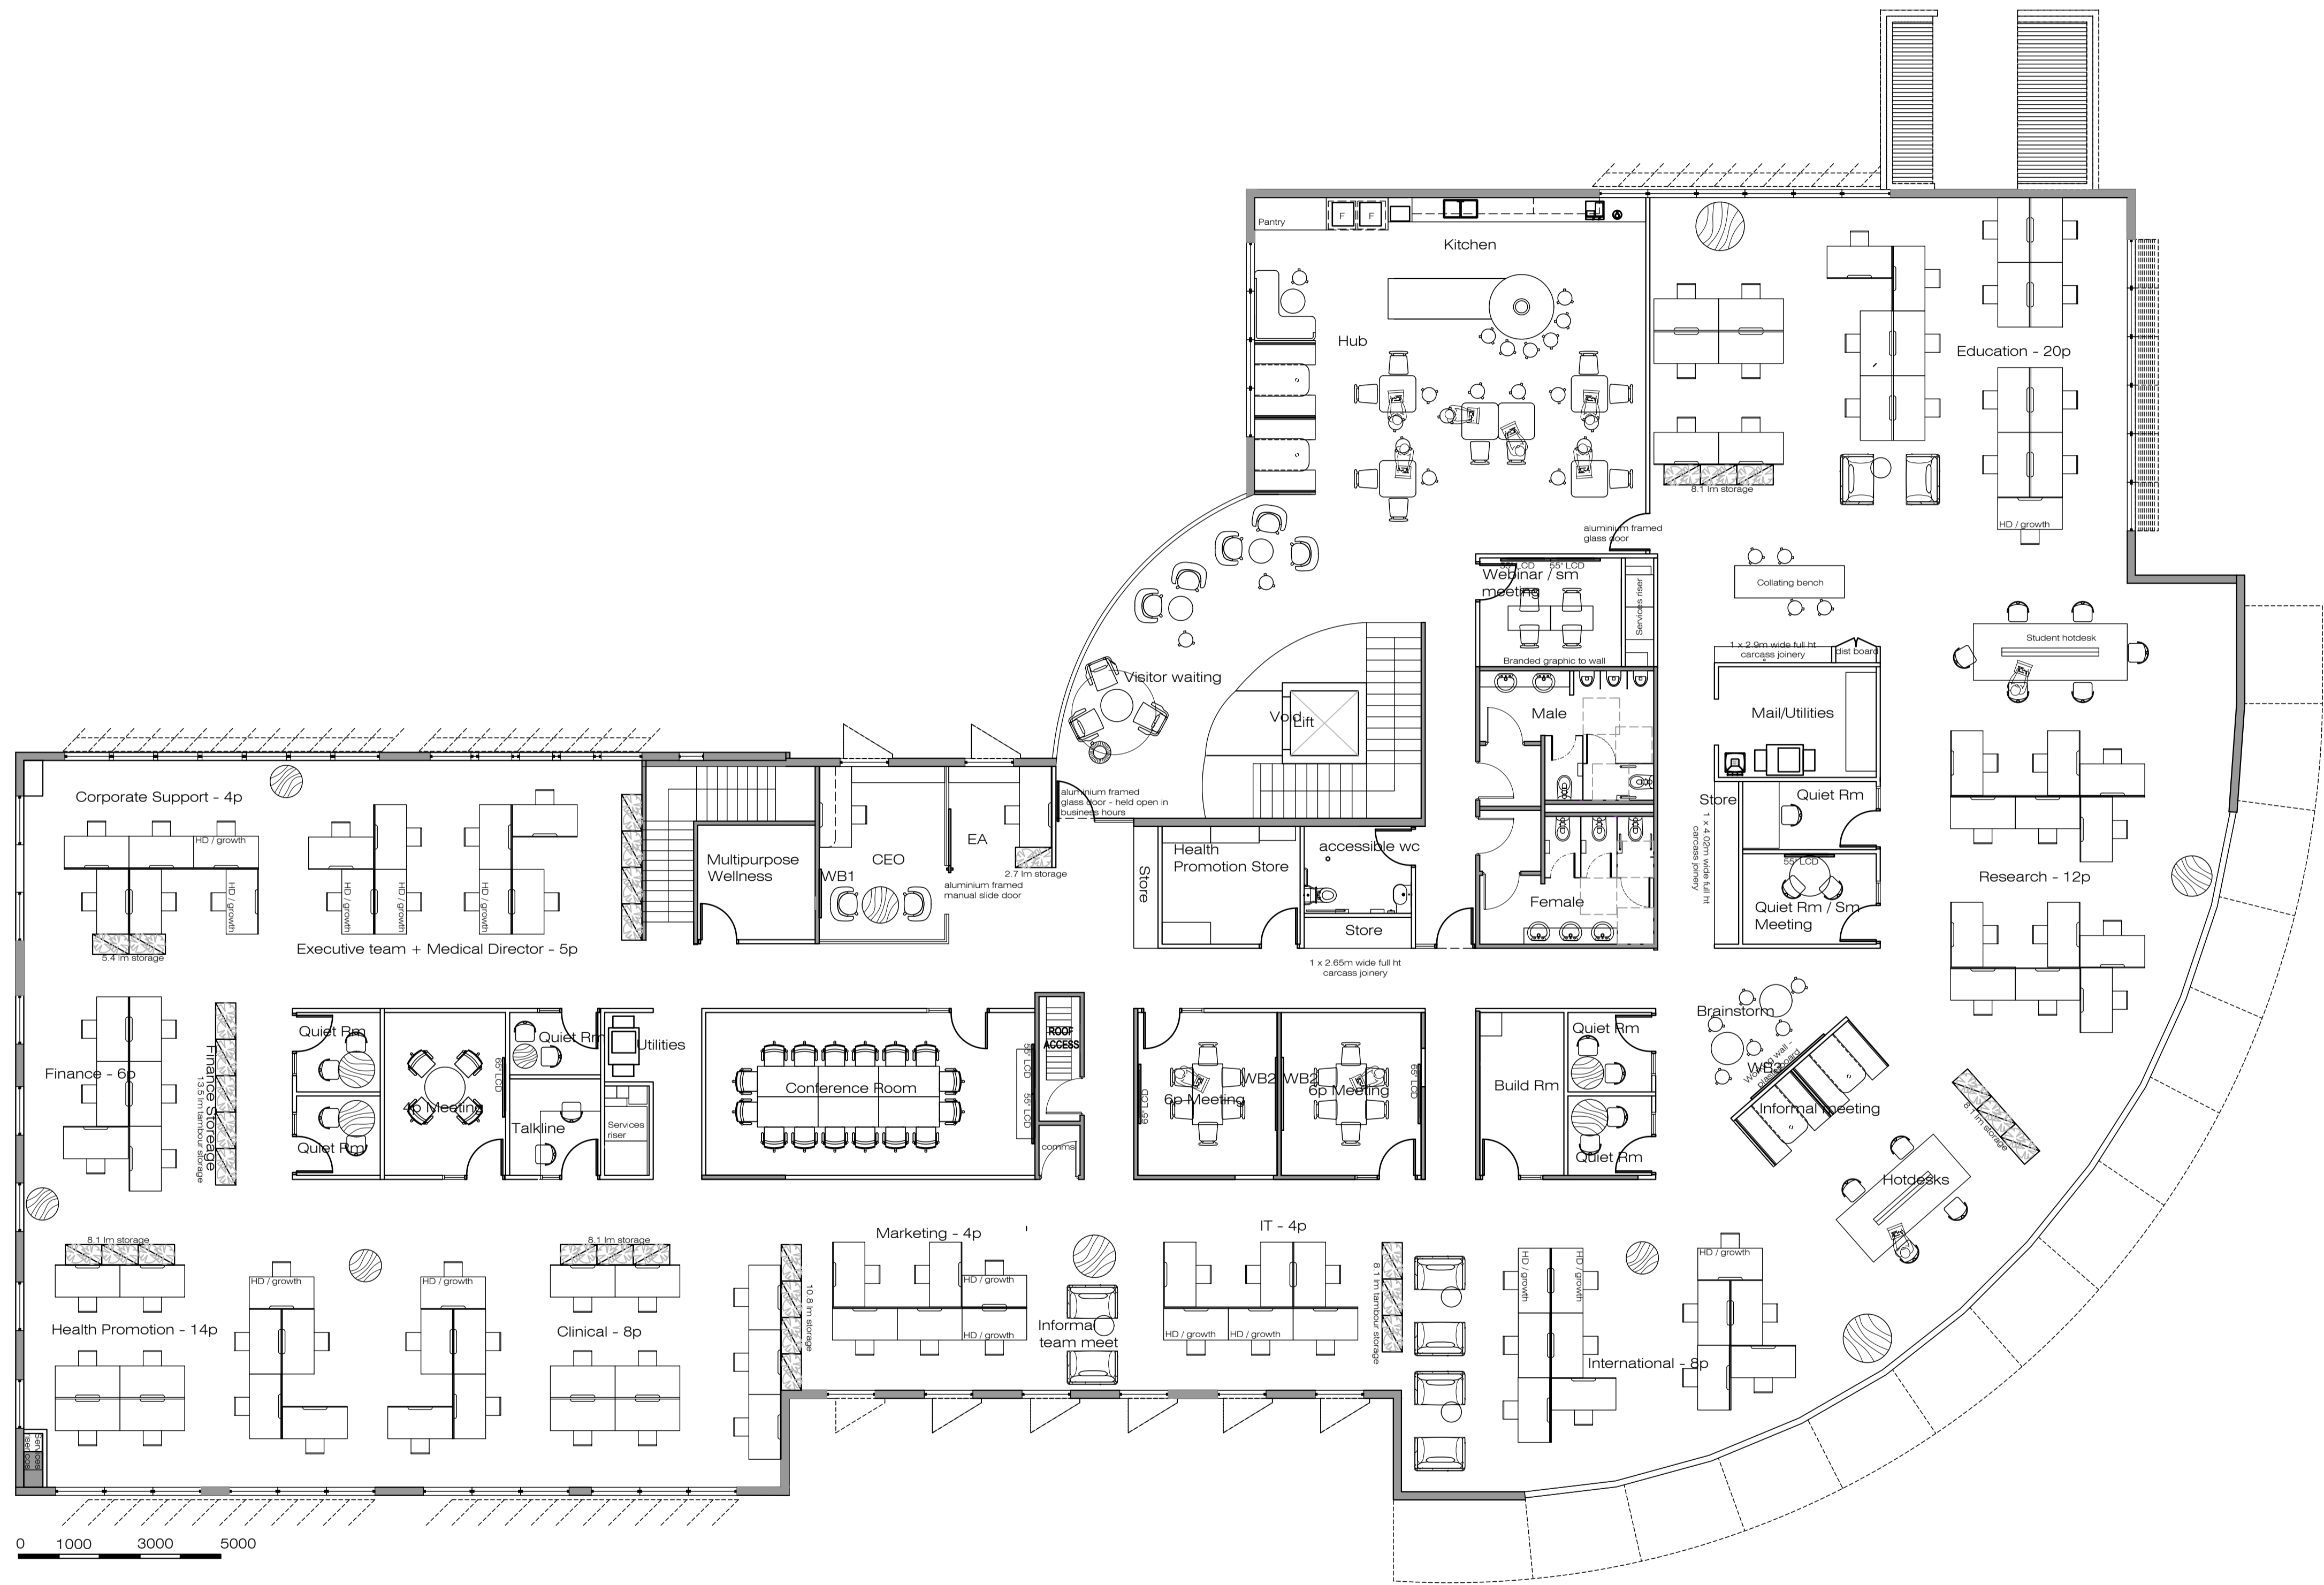 Pantry
F
F
Kitchen
Hub
Education - 20p
8.1 lm storage
HD / growth
aluminium framed
glass door
55" LCD
55" LCD
Webinar / sm
meeting
Services riser
Branded graphic to wall
Collating bench
Student hotdesk
1 x 2.9m wide full ht
carcass joinery
dist board
Visitor waiting
Void
Lift
Male
Mail/Utilities
Corporate Support - 4p
HD / growth
HD / growth
HD / growth
HD / growth
HD / growth
5.4 lm storage
Executive team + Medical Director - 5p
Multipurpose
Wellness
CEO
WB1
EA
2.7 lm storage
aluminium framed
manual slide door
aluminium framed
glass door - held open in
business hours
Store
Health
Promotion Store
accessible wc
Store
1 x 2.65m wide full ht
carcass joinery
Female
Store
1 x 4.02m wide full ht
carcass joinery
Quiet Rm
55" LCD
Quiet Rm / Sm
Meeting
Research - 12p
Finance - 6p
Finance Storeage
13.5 lm tambour storage
Quiet Rm
Quiet Rm
4p Meeting
55" LCD
Quiet Rm
Talkline
Utilities
Services
riser
Conference Room
55" LCD
55" LCD
ROOF
ACCESS
comms
55" LCD
6p Meeting
WB2
WB2
6p Meeting
55" LCD
Build Rm
Quiet Rm
Quiet Rm
Brainstorm
WB3
Informal meeting
8.1 lm storage
Hotdesks
8.1 lm storage
Health Promotion - 14p
HD / growth
HD / growth
8.1 lm storage
Clinical - 8p
10.8 lm storage
Marketing - 4p
HD / growth
HD / growth
Informal
team meet
IT - 4p
HD / growth
HD / growth
8.1 lm tambour storage
HD / growth
HD / growth
HD / growth
International - 8p
Services
0 1000 3000 5000